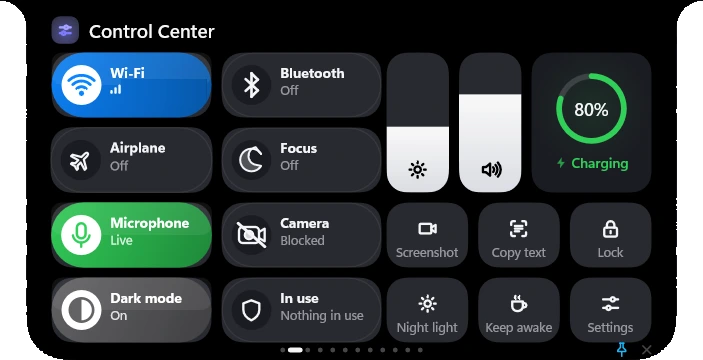 Control Center
Wi-Fi
Bluetooth
Off
80%
Charging
Airplane
Off
Focus
Off
Microphone
Live
Camera
Blocked
Screenshot
Copy text
Lock
Dark mode
On
In use
Nothing in use
Night light
Keep awake
Settings